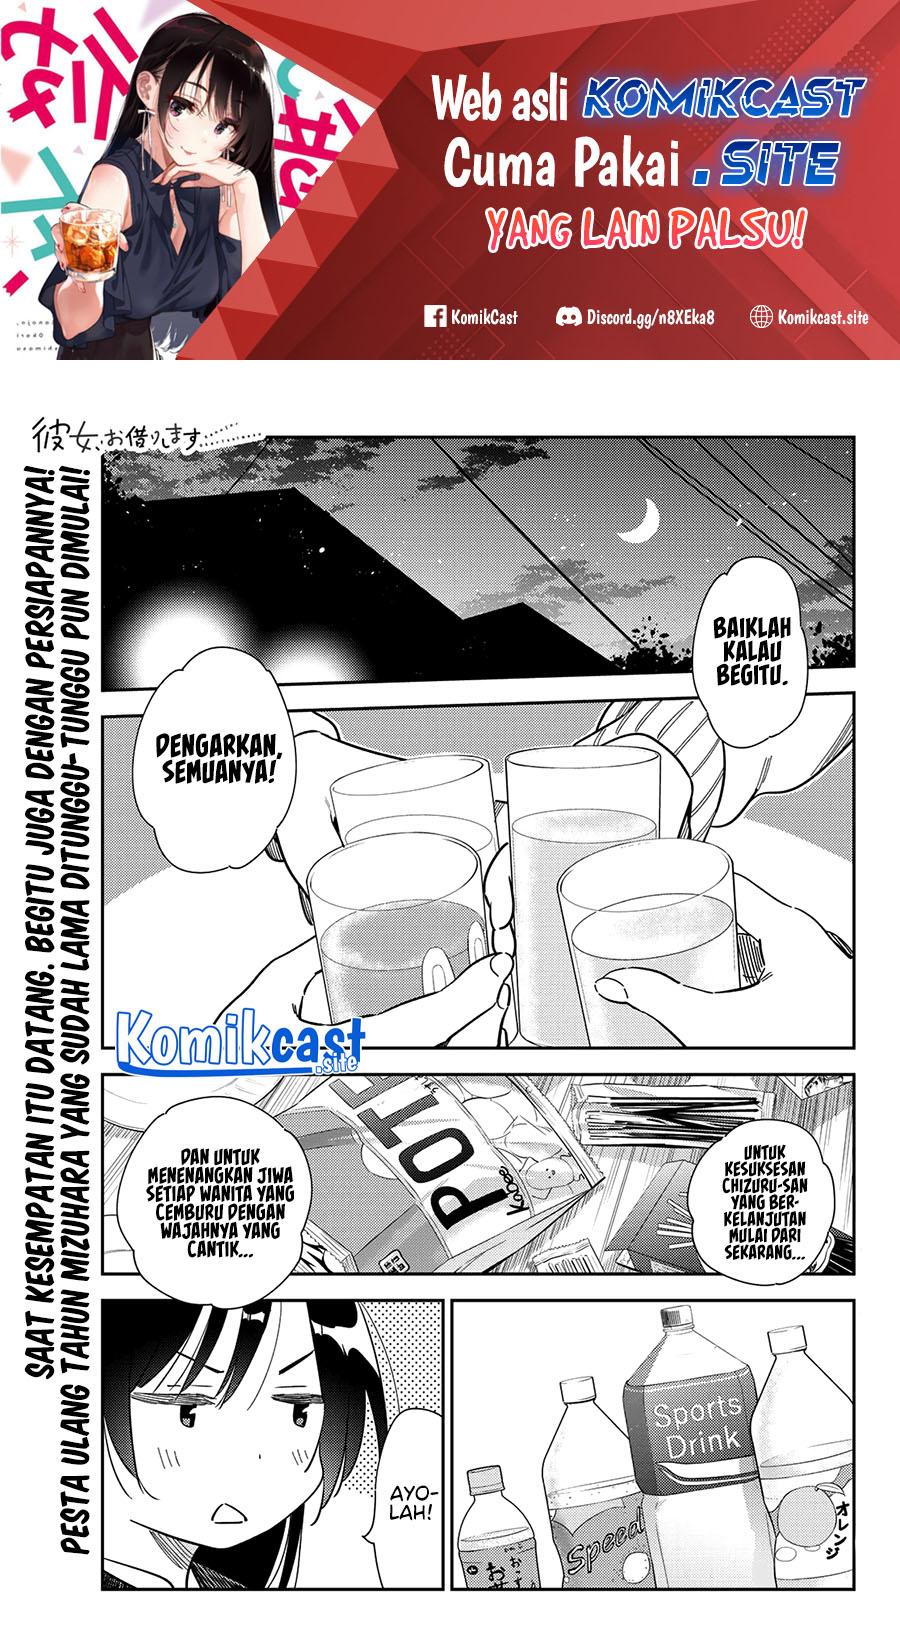 Web asli KOMIKCAST
Cuma Pakai .SITE
YANG LAIN PALSU!
KomikCast
Discord.gg/n8XEka8
Komikcast.site
彼女、お借りします
SAAT KESEMPATAN ITU DATANG. BEGITU JUGA DENGAN PERSIAPANNYA!
PESTA ULANG TAHUN MIZUHARA YANG SUDAH LAMA DITUNGGU-TUNGGU PUN DIMULAI!
BAIKLAH
KALAU
BEGITU.
DENGARKAN,
SEMUANYA!
Komikcast
.site
UNTUK
KESUKSESAN
CHIZURU-SAN
YANG BER-
KELANJUTAN
MULAI DARI
SEKARANG...
DAN UNTUK
MENENANGKAN JIWA
SETIAP WANITA YANG
CEMBURU DENGAN
WAJAHNYA YANG
CANTIK...
POT
Kobee
AYO-
LAH!
Sports
Drink
Speed
オレンジ